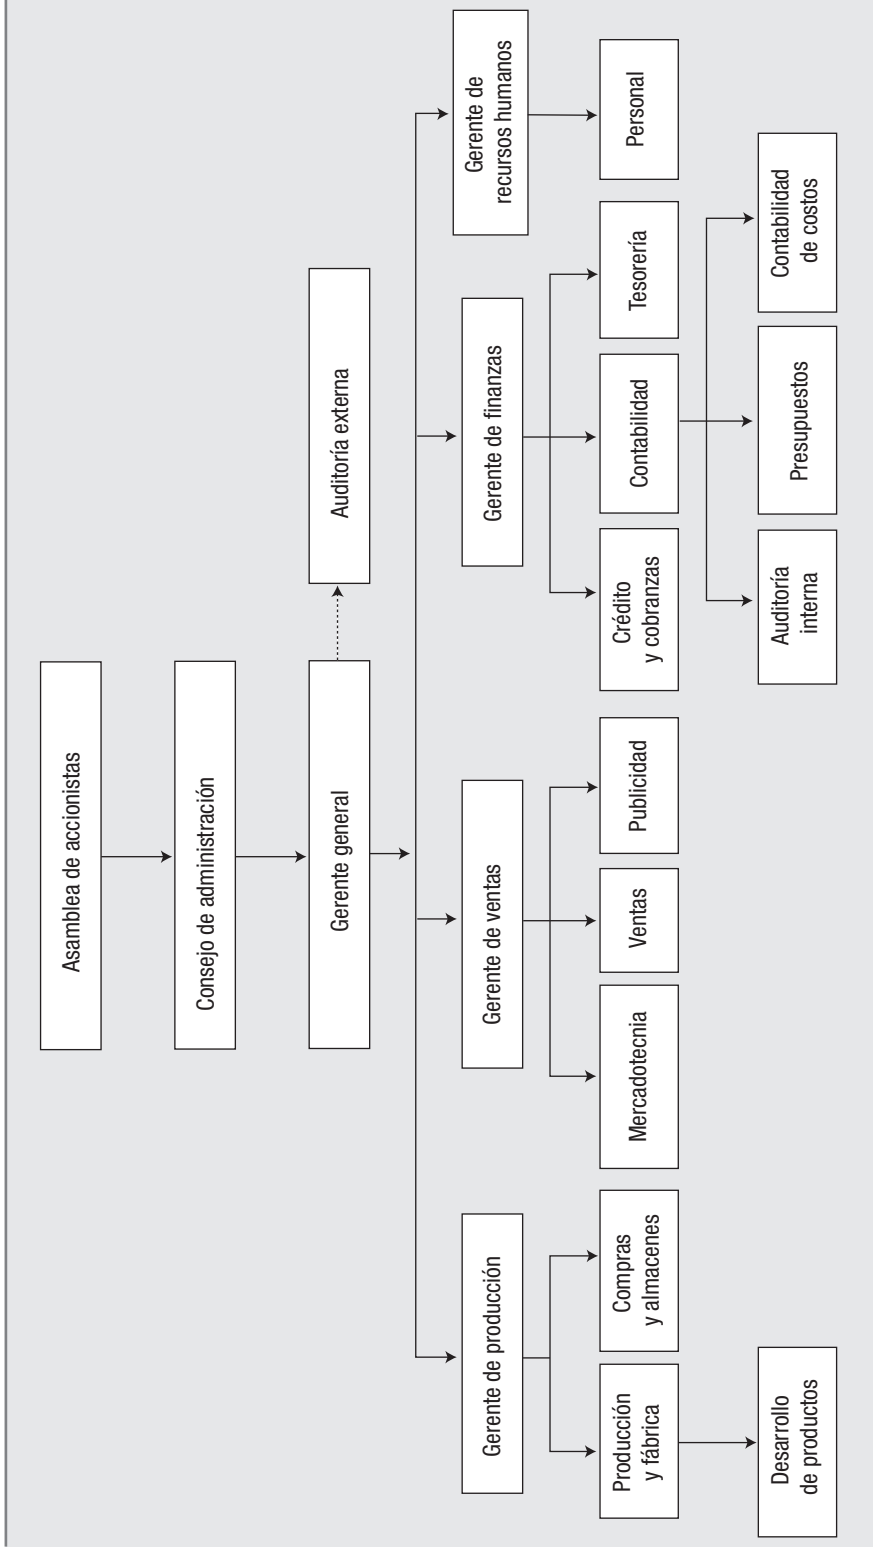 Asamblea de accionistas
Consejo de administración
Gerente general
Auditoría externa
Gerente de producción
Gerente de ventas
Gerente de finanzas
Gerente de
recursos humanos
Producción
y fábrica
Compras
y almacenes
Mercadotecnia
Ventas
Publicidad
Crédito
y cobranzas
Contabilidad
Tesorería
Personal
Desarrollo
de productos
Auditoría
interna
Presupuestos
Contabilidad
de costos